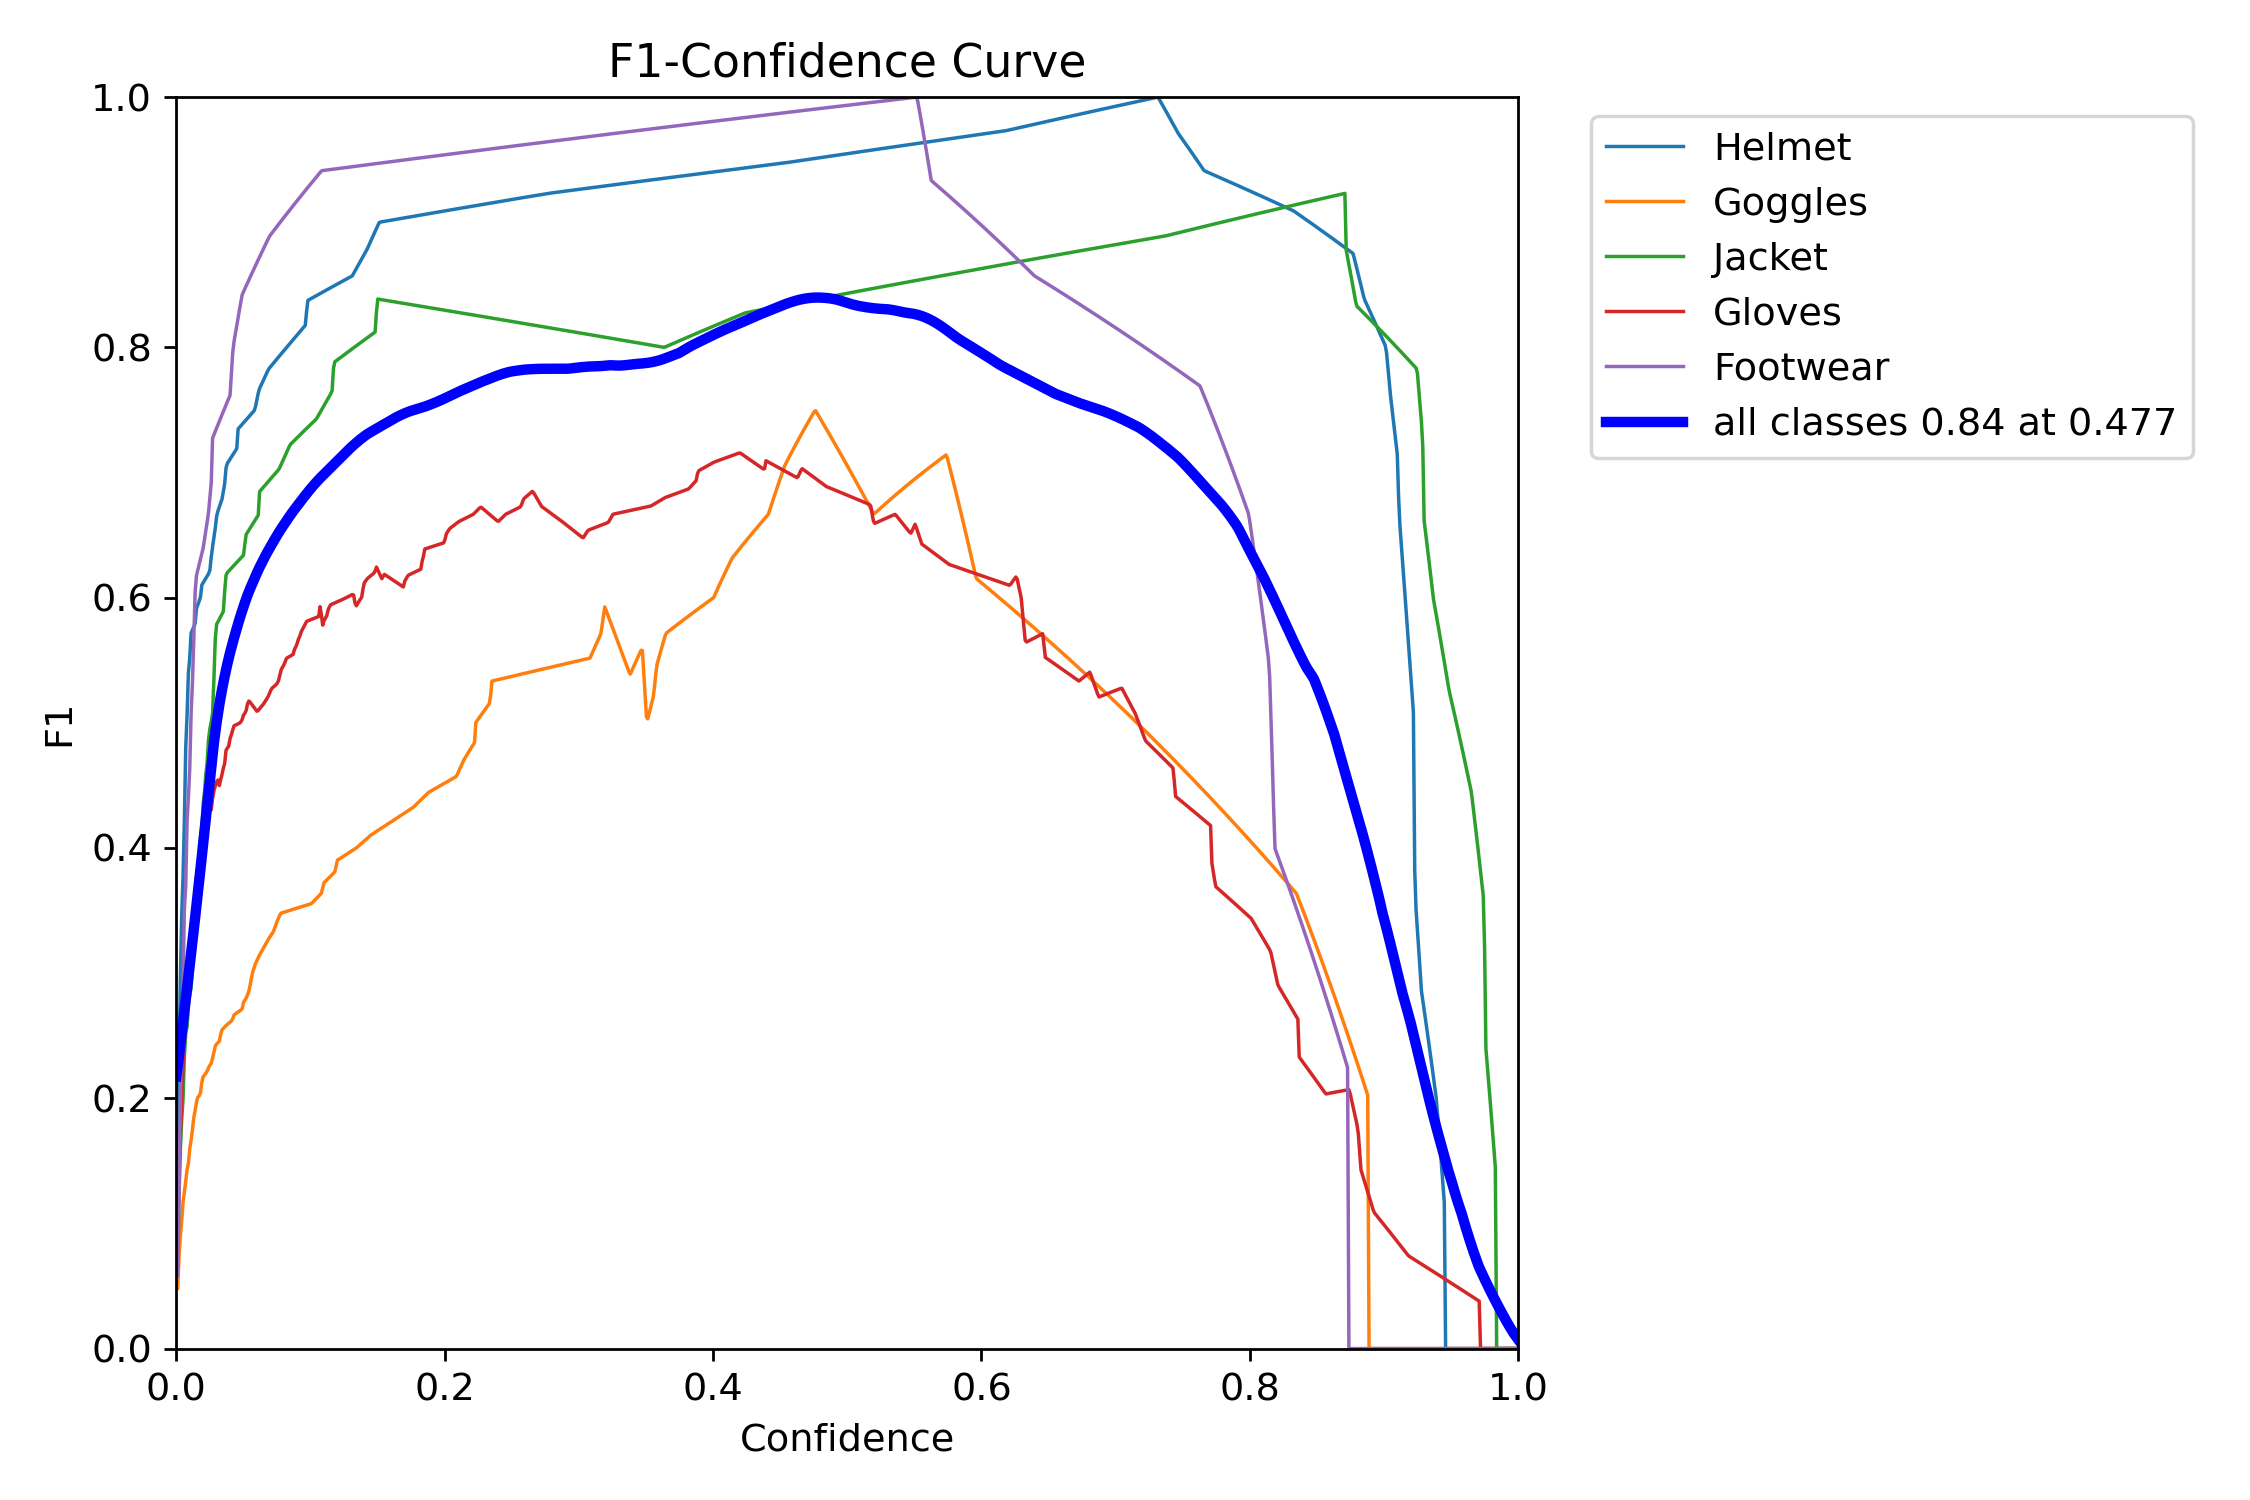 F1-Confidence Curve
1.0
0.8
0.6
0.4
0.2
0.0
F1
0.0 0.2 0.4 0.6 0.8 1.0
Confidence
Helmet
Goggles
Jacket
Gloves
Footwear
all classes 0.84 at 0.477